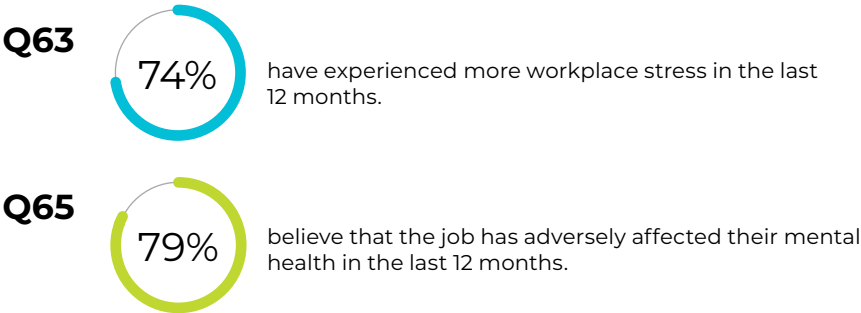 Q63
74%
have experienced more workplace stress in the last
12 months.
Q65
79%
believe that the job has adversely affected their mental
health in the last 12 months.